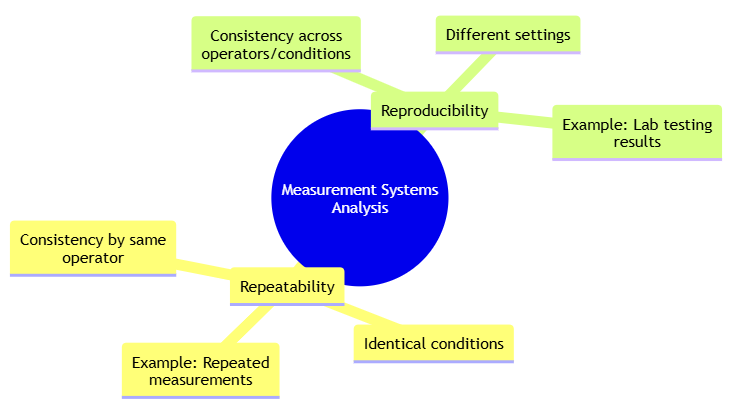 Consistency across
operators/conditions
Different settings
Reproducibility
Example: Lab testing
results
Measurement Systems
Analysis
Consistency by same
operator
Repeatability
Identical conditions
Example: Repeated
measurements